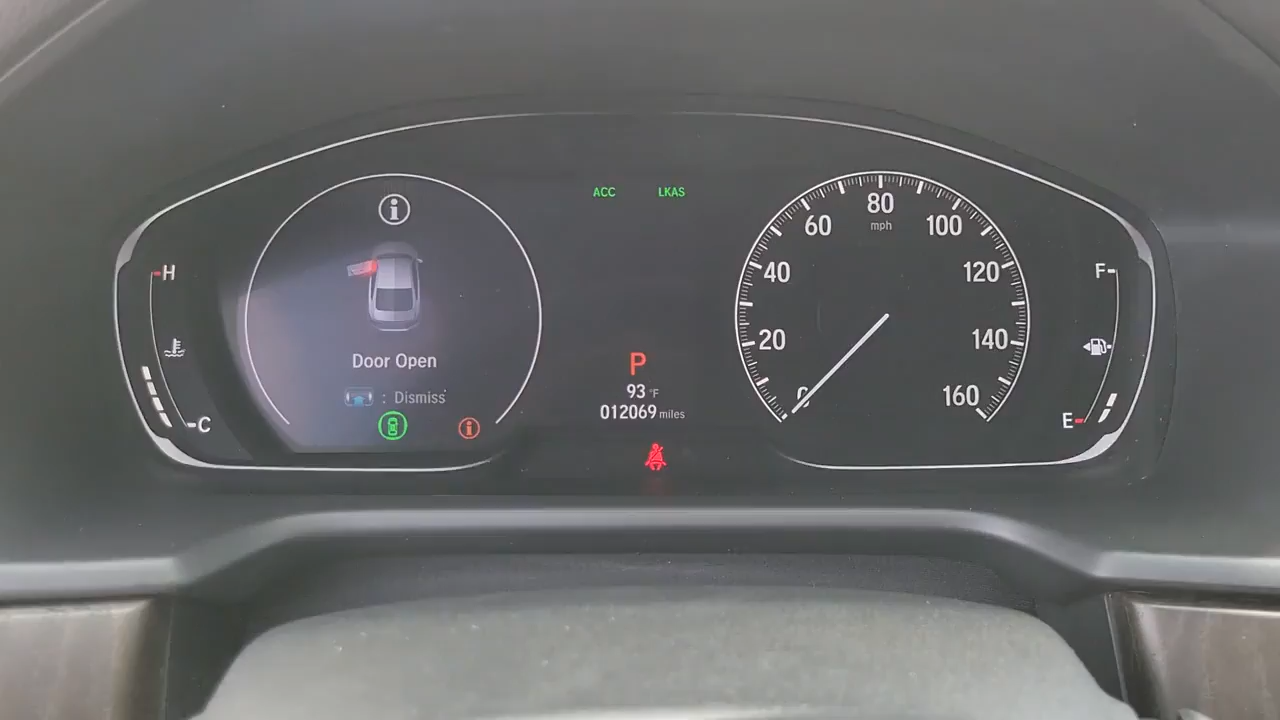 ACC LKAS
H
C
Door Open
: Dismiss
P
93 °F
012069 miles
0
20
40
60
80
100
120
140
160
mph
F
E